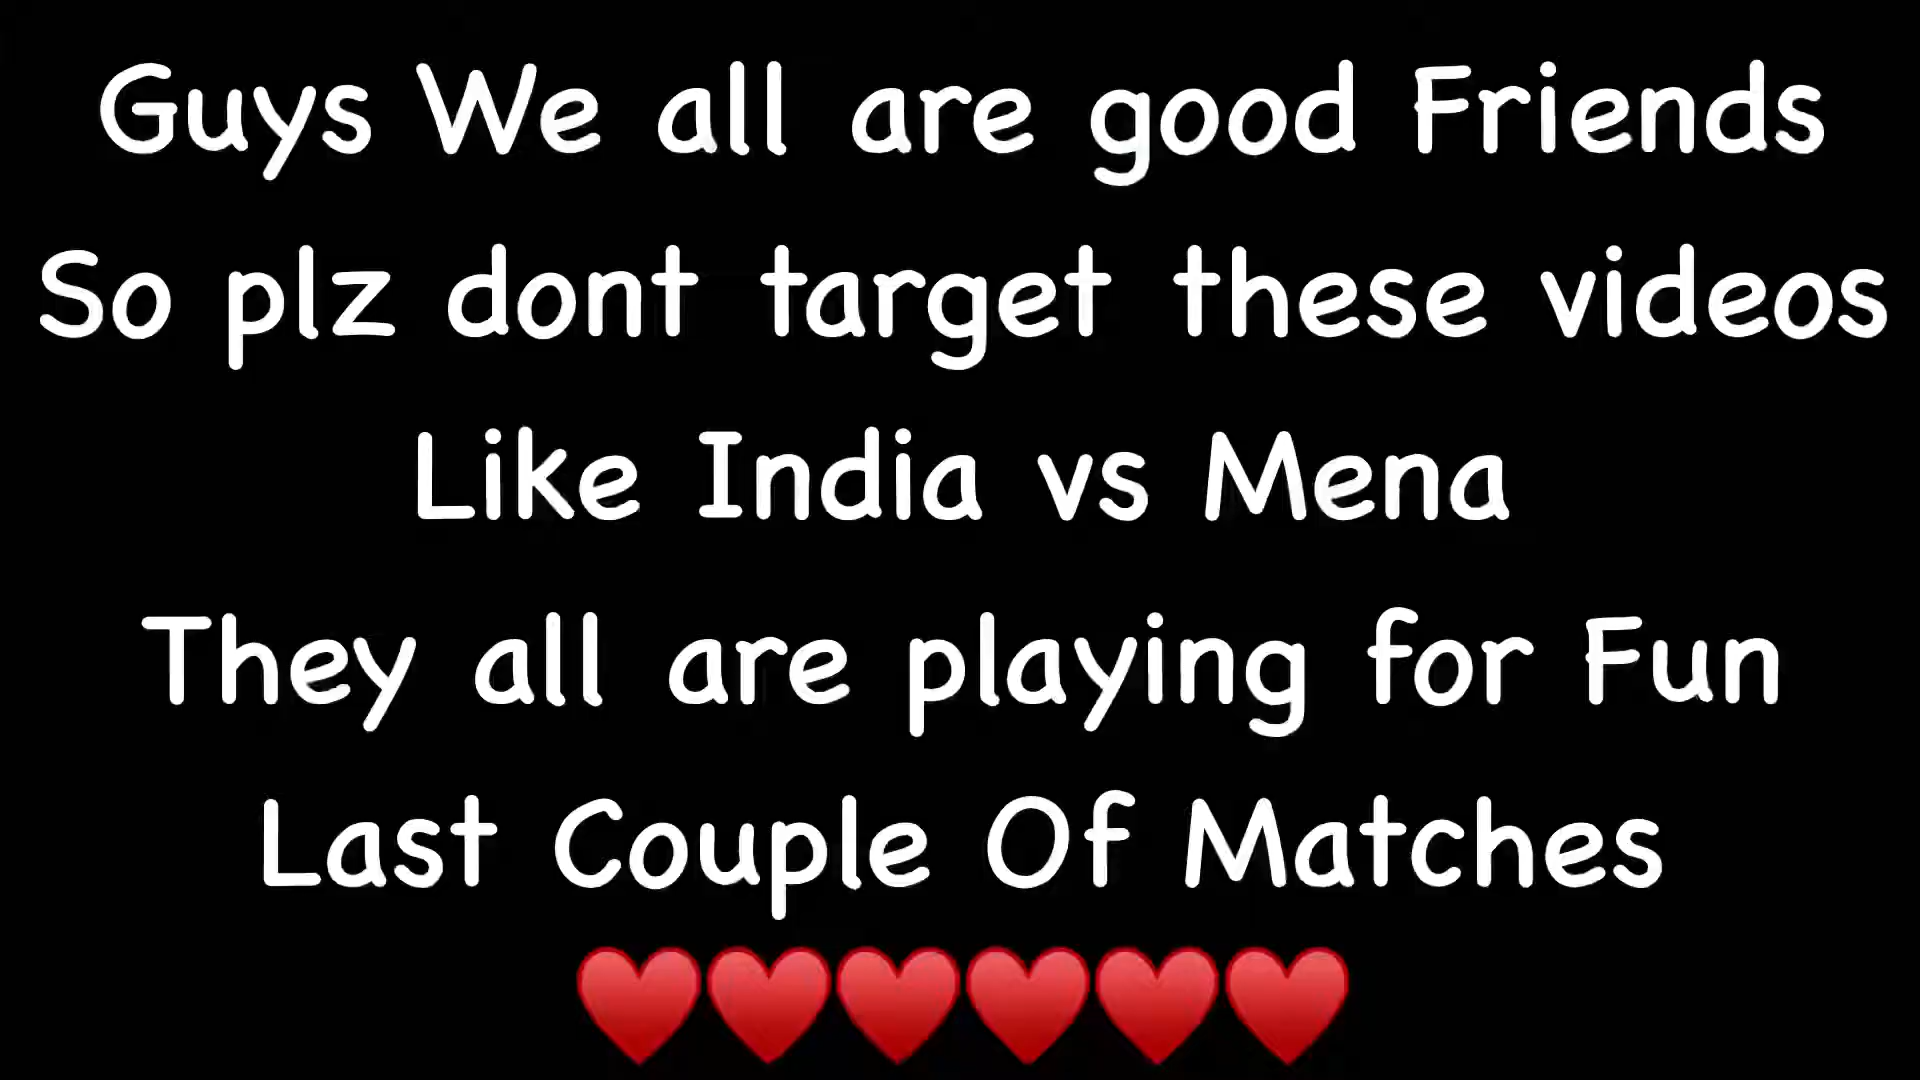 Guys We all are good Friends
So plz dont target these videos
Like India vs Mena
They all are playing for Fun
Last Couple Of Matches
♥♥♥♥♥♥